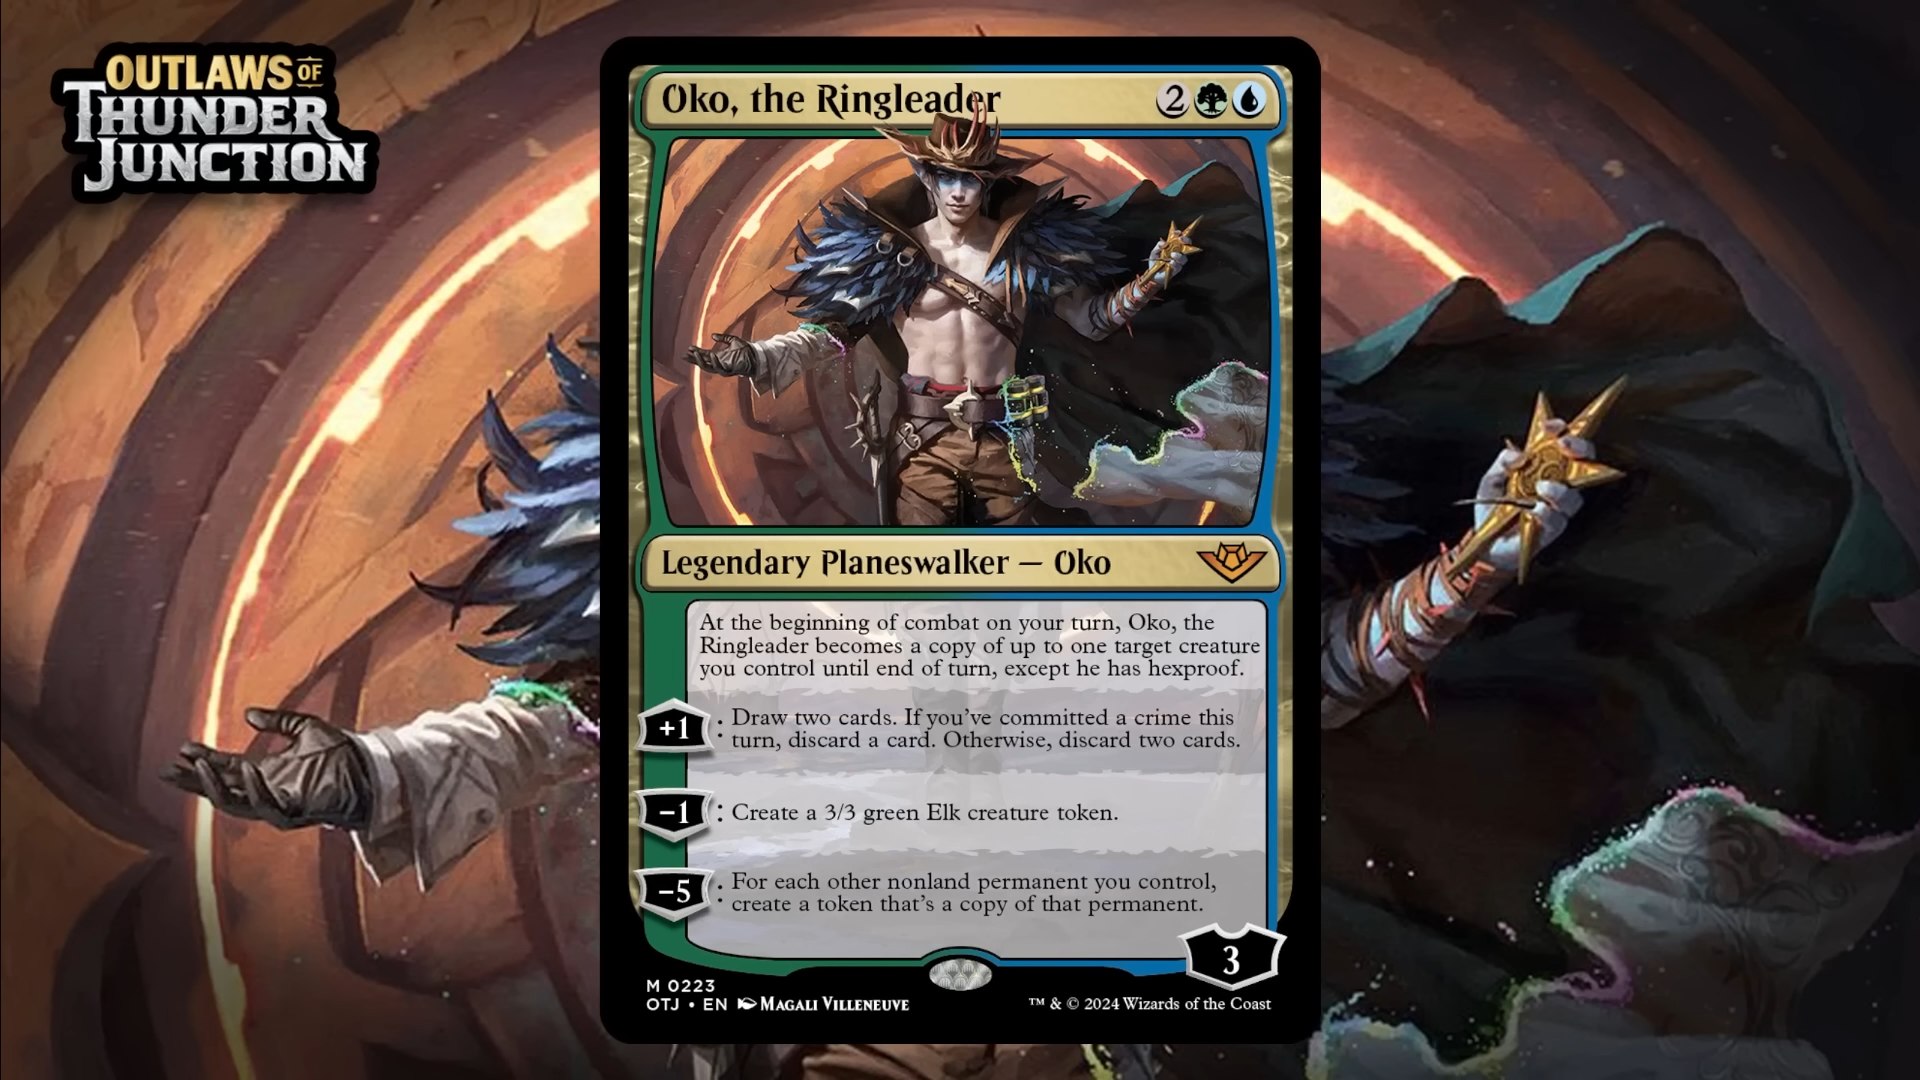 OUTLAWS OF
THUNDER
JUNCTION
Oko, the Ringleader
2
Legendary Planeswalker — Oko
At the beginning of combat on your turn, Oko, the
Ringleader becomes a copy of up to one target creature
you control until end of turn, except he has hexproof.
+1: Draw two cards. If you've committed a crime this
turn, discard a card. Otherwise, discard two cards.
−1: Create a 3/3 green Elk creature token.
−5: For each other nonland permanent you control,
create a token that's a copy of that permanent.
3
M 0223
OTJ • EN MAGALI VILLENEUVE
™ & © 2024 Wizards of the Coast